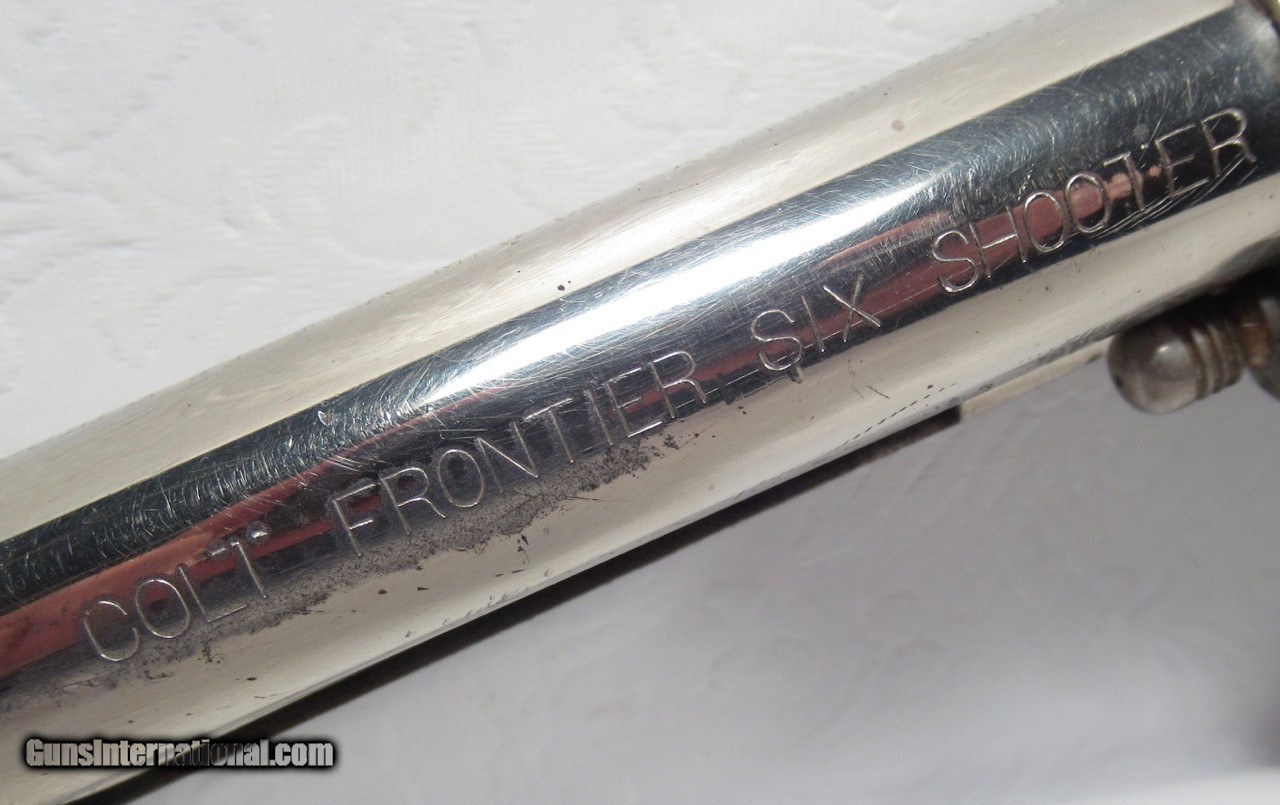 COLT FRONTIER SIX SHOOTER
GunsInternational.com